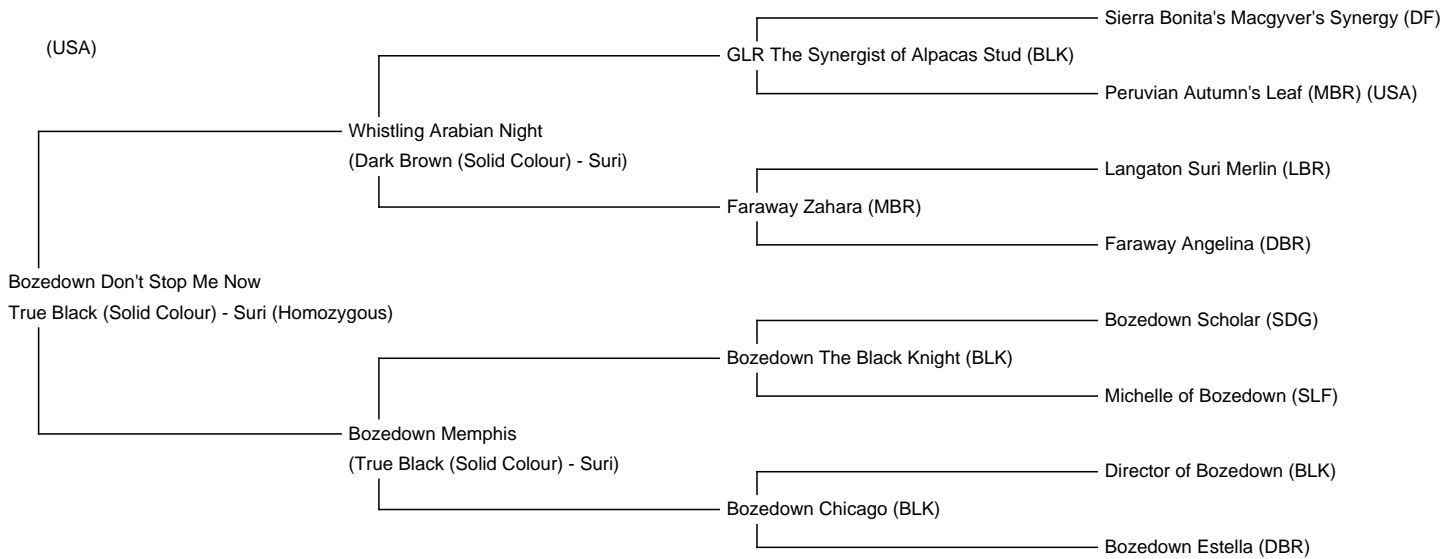 (USA)
Sierra Bonita's Macgyver's Synergy (DF)
GLR The Synergist of Alpacas Stud (BLK)
Peruvian Autumn's Leaf (MBR) (USA)
Whistling Arabian Night
(Dark Brown (Solid Colour) - Suri)
Langaton Suri Merlin (LBR)
Faraway Zahara (MBR)
Faraway Angelina (DBR)
Bozedown Don't Stop Me Now
True Black (Solid Colour) - Suri (Homozygous)
Bozedown Scholar (SDG)
Bozedown The Black Knight (BLK)
Michelle of Bozedown (SLF)
Bozedown Memphis
(True Black (Solid Colour) - Suri)
Director of Bozedown (BLK)
Bozedown Chicago (BLK)
Bozedown Estella (DBR)